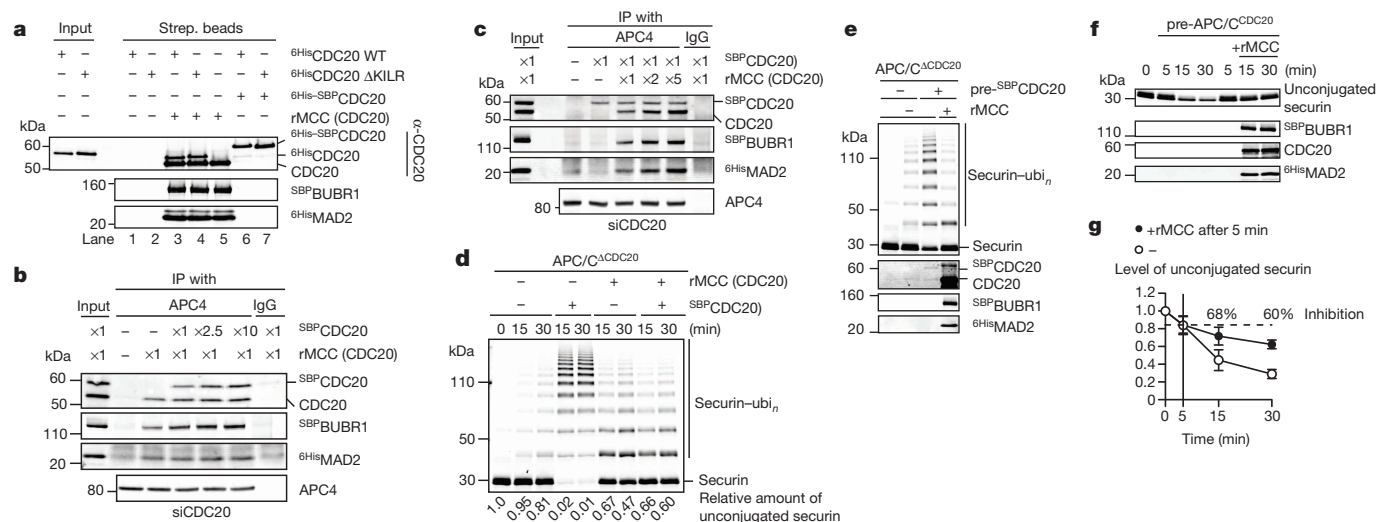 a
Input Strep. beads
+ – + – + – – + – 6HisCDC20 WT
– + – + – + – – + 6HisCDC20 ΔKILR
– – – – – + + 6His–SBPCDC20
– – + + + – – rMCC (CDC20)
kDa
60
50
6His–SBPCDC20
6HisCDC20
CDC20
α-CDC20
160
SBPBUBR1
20
6HisMAD2
Lane 1 2 3 4 5 6 7
b
IP with
Input APC4 IgG
×1 – – ×1 ×2.5 ×10 ×1 SBPCDC20
×1 – ×1 ×1 ×1 ×1 ×1 rMCC (CDC20)
kDa
60
50
SBPCDC20
CDC20
110
SBPBUBR1
20
6HisMAD2
80
APC4
siCDC20
c
IP with
Input APC4 IgG
×1 – ×1 ×1 ×1 ×1 ×1 SBPCDC20
×1 – – ×1 ×2 ×5 ×1 rMCC (CDC20)
kDa
60
50
SBPCDC20
CDC20
110
SBPBUBR1
20
6HisMAD2
80
APC4
siCDC20
d
APC/CΔCDC20
– – + + rMCC (CDC20)
– + – + SBPCDC20
0 15 30 15 30 15 30 15 30 (min)
kDa
110
50
30
Securin–ubin
Securin
1.0 0.95 0.81 0.02 0.01 0.67 0.47 0.66 0.60
Relative amount of
unconjugated securin
e
APC/CΔCDC20
– + pre-SBPCDC20
– – + rMCC
kDa
110
50
30
Securin–ubin
Securin
60
SBPCDC20
CDC20
160
SBPBUBR1
20
6HisMAD2
f
pre-APC/CCDC20
+rMCC
kDa 0 5 15 30 5 15 30 (min)
30
Unconjugated
securin
110
SBPBUBR1
60
CDC20
20
6HisMAD2
g
+rMCC after 5 min
–
Level of unconjugated securin
1.2
1.0
0.8
0.6
0.4
0.2
0
68% 60% Inhibition
0 5 15 30
Time (min)